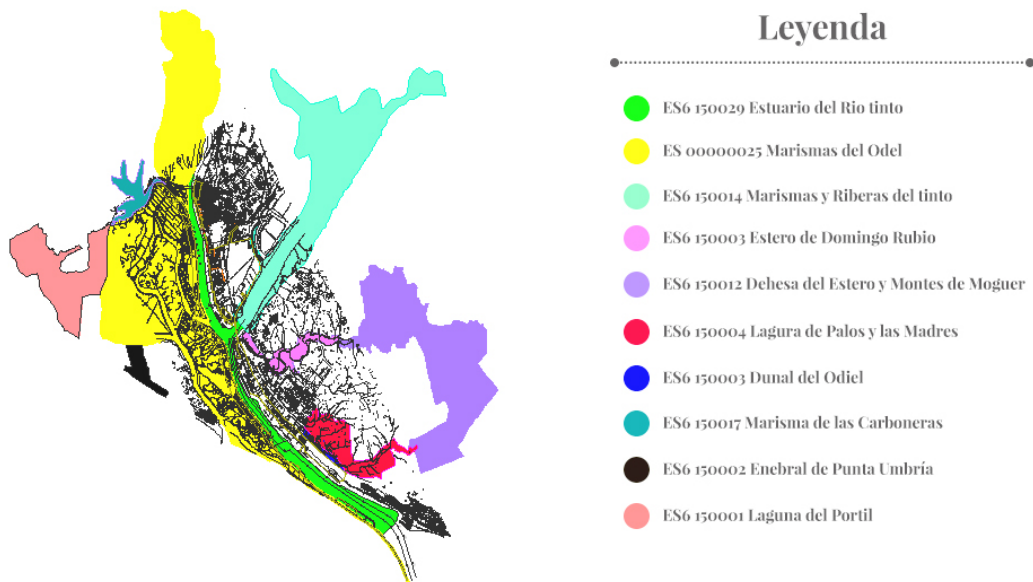 Leyenda
ES6 150029 Estuario del Rio tinto
ES 00000025 Marismas del Odel
ES6 150014 Marismas y Riberas del tinto
ES6 150003 Estero de Domingo Rubio
ES6 150012 Dehesa del Estero y Montes de Moguer
ES6 150004 Lagura de Palos y las Madres
ES6 150003 Dunal del Odiel
ES6 150017 Marisma de las Carboneras
ES6 150002 Enebral de Punta Umbría
ES6 150001 Laguna del Portil